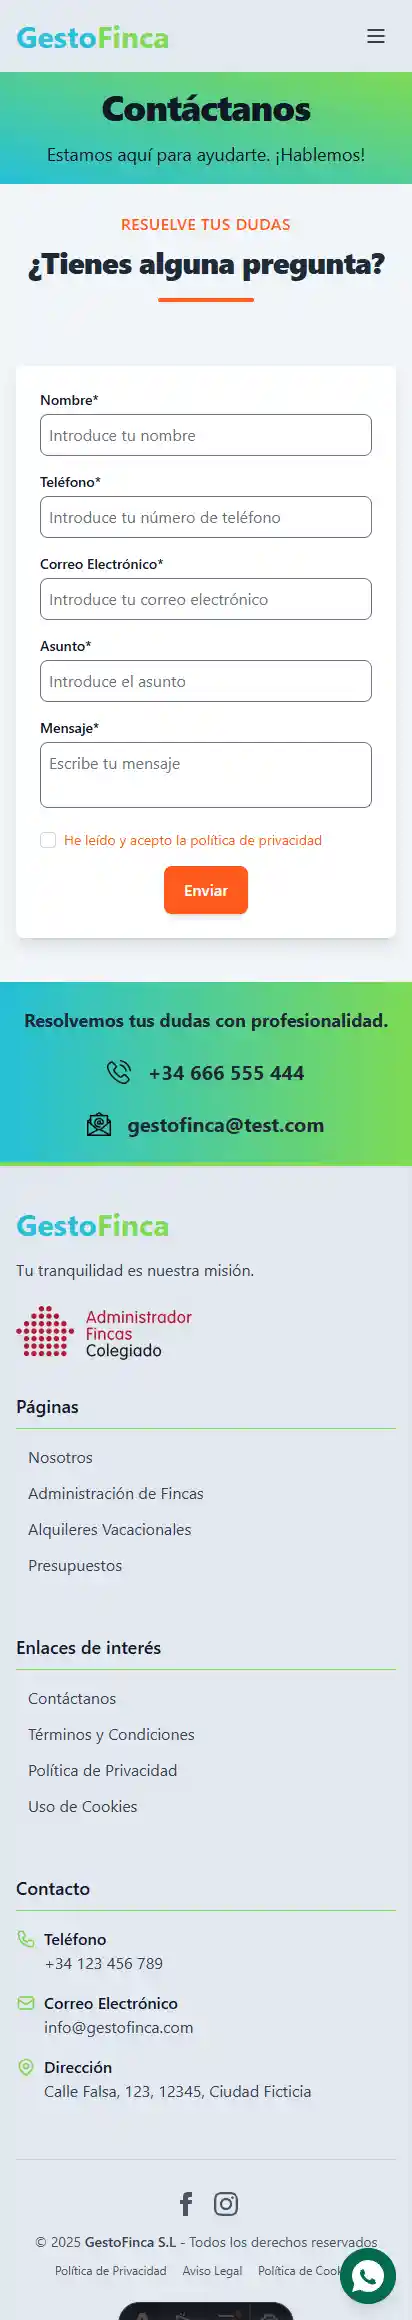 GestoFinca
Contáctanos
Estamos aquí para ayudarte. ¡Hablemos!
RESUELVE TUS DUDAS
¿Tienes alguna pregunta?
Nombre*
Introduce tu nombre
Teléfono*
Introduce tu número de teléfono
Correo Electrónico*
Introduce tu correo electrónico
Asunto*
Introduce el asunto
Mensaje*
Escribe tu mensaje
He leído y acepto la política de privacidad
Enviar
Resolvemos tus dudas con profesionalidad.
+34 666 555 444
gestofinca@test.com
GestoFinca
Tu tranquilidad es nuestra misión.
Administrador
Fincas
Colegiado
Páginas
Nosotros
Administración de Fincas
Alquileres Vacacionales
Presupuestos
Enlaces de interés
Contáctanos
Términos y Condiciones
Política de Privacidad
Uso de Cookies
Contacto
Teléfono
+34 123 456 789
Correo Electrónico
info@gestofinca.com
Dirección
Calle Falsa, 123, 12345, Ciudad Ficticia
© 2025 GestoFinca S.L - Todos los derechos reservados
Política de Privacidad Aviso Legal Política de